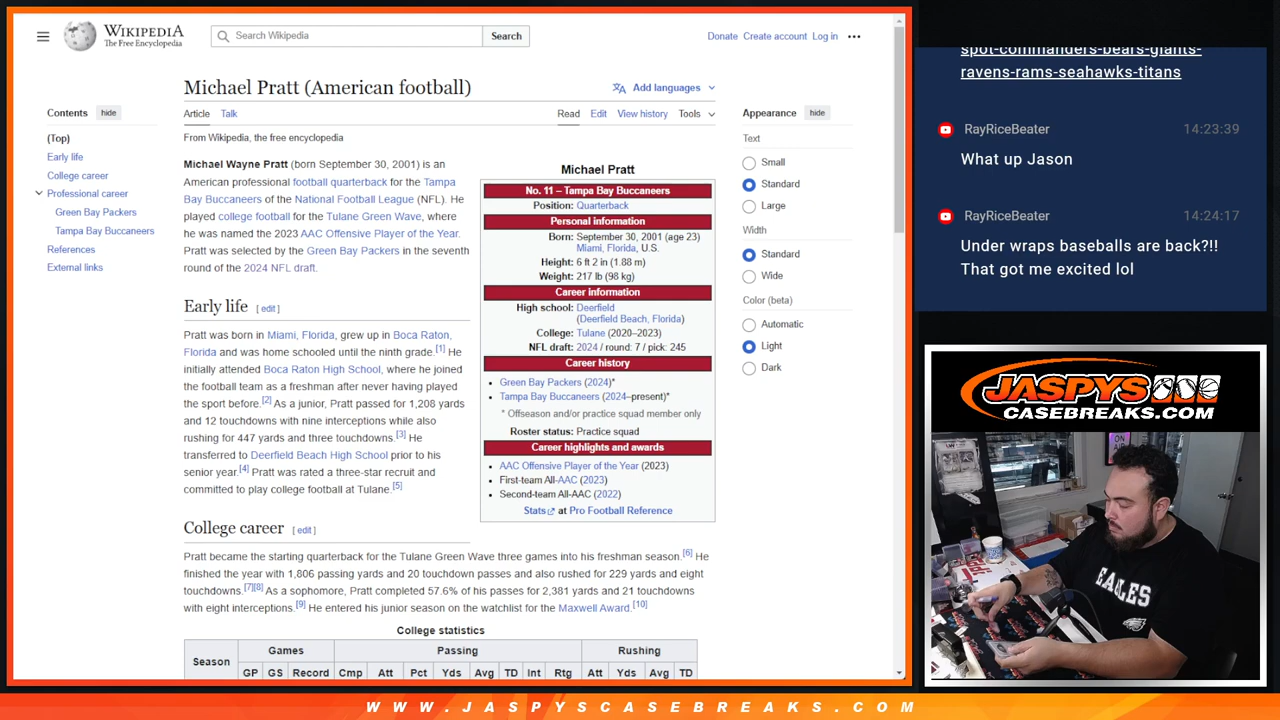 WIKIPEDIA
The Free Encyclopedia
Search Wikipedia
Search
Donate Create account Log in
Michael Pratt (American football)
Add languages
Article Talk
Read Edit View history Tools
From Wikipedia, the free encyclopedia
Contents hide
(Top)
Early life
College career
Professional career
Green Bay Packers
Tampa Bay Buccaneers
References
External links
Michael Wayne Pratt (born September 30, 2001) is an
American professional football quarterback for the Tampa
Bay Buccaneers of the National Football League (NFL). He
played college football for the Tulane Green Wave, where
he was named the 2023 AAC Offensive Player of the Year.
Pratt was selected by the Green Bay Packers in the seventh
round of the 2024 NFL draft.
Early life [ edit ]
Pratt was born in Miami, Florida, grew up in Boca Raton,
Florida and was home schooled until the ninth grade.[1] He
initially attended Boca Raton High School, where he joined
the football team as a freshman after never having played
the sport before.[2] As a junior, Pratt passed for 1,208 yards
and 12 touchdowns with nine interceptions while also
rushing for 447 yards and three touchdowns.[3] He
transferred to Deerfield Beach High School prior to his
senior year.[4] Pratt was rated a three-star recruit and
committed to play college football at Tulane.[5]
Michael Pratt
No. 11 – Tampa Bay Buccaneers
Position: Quarterback
Personal information
Born: September 30, 2001 (age 23)
Miami, Florida, U.S.
Height: 6 ft 2 in (1.88 m)
Weight: 217 lb (98 kg)
Career information
High school: Deerfield
(Deerfield Beach, Florida)
College: Tulane (2020–2023)
NFL draft: 2024 / round: 7 / pick: 245
Career history
• Green Bay Packers (2024)*
• Tampa Bay Buccaneers (2024–present)*
* Offseason and/or practice squad member only
Roster status: Practice squad
Career highlights and awards
• AAC Offensive Player of the Year (2023)
• First-team All-AAC (2023)
• Second-team All-AAC (2022)
Stats at Pro Football Reference
College career [ edit ]
Pratt became the starting quarterback for the Tulane Green Wave three games into his freshman season.[6] He
finished the year with 1,806 passing yards and 20 touchdown passes and also rushed for 229 yards and eight
touchdowns.[7][8] As a sophomore, Pratt completed 57.6% of his passes for 2,381 yards and 21 touchdowns
with eight interceptions.[9] He entered his junior season on the watchlist for the Maxwell Award.[10]
College statistics
Season Games Passing Rushing
GP GS Record Cmp Att Pct Yds Avg TD Int Rtg Att Yds Avg TD
Appearance hide
Text
Small
Standard
Large
Width
Standard
Wide
Color (beta)
Automatic
Light
Dark
spot-commanders-bears-giants-
ravens-rams-seahawks-titans
RayRiceBeater 14:23:39
What up Jason
RayRiceBeater 14:24:17
Under wraps baseballs are back?!!
That got me excited lol
JASPYS
CASEBREAKS.COM
ON
AIR
EAGLES
WWW.JASPYSCASEBREAKS.COM